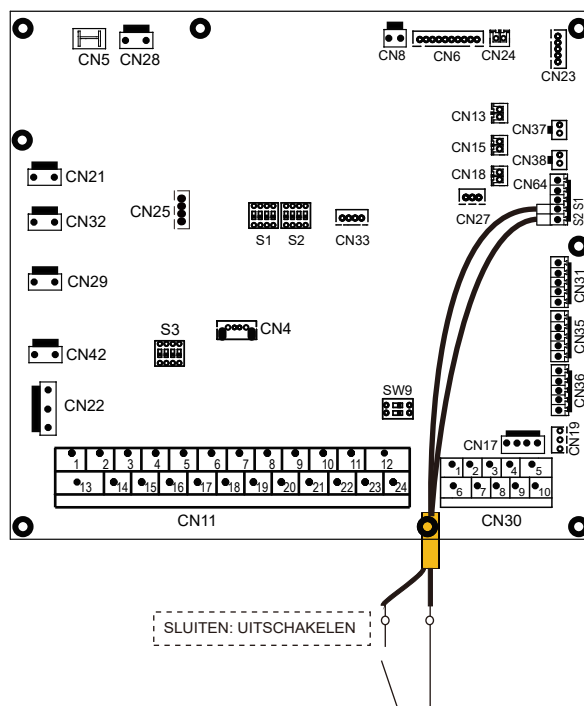 CN5
CN28
CN8
CN6
CN24
CN23
CN13
CN15
CN18
CN37
CN38
CN64
S1
S2
CN21
CN32
CN25
S1
S2
CN33
CN27
CN29
CN31
CN35
CN36
CN42
S3
CN4
CN22
SW9
CN17
CN19
1 2 3 4 5 6 7 8 9 10 11 12
13 14 15 16 17 18 19 20 21 22 23 24
CN11
1 2 3 4 5
6 7 8 9 10
CN30
SLUITEN: UITSCHAKELEN